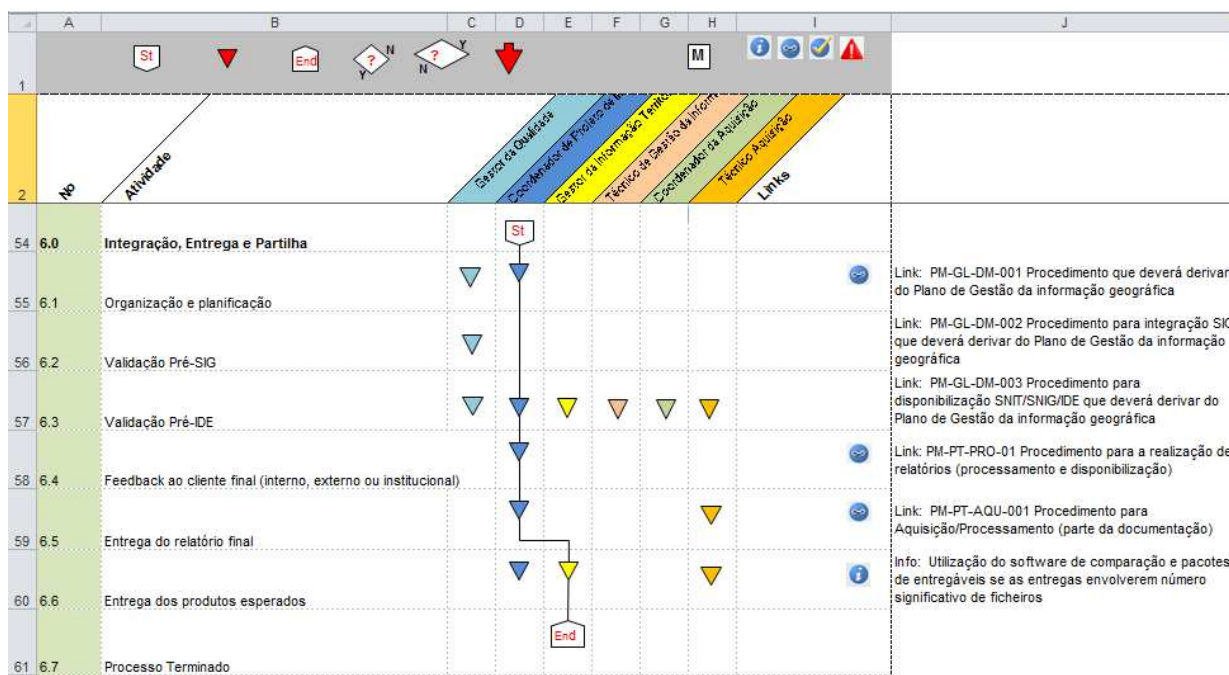 A B C D E F G H I J
1 St End ? N Y ? Y N M
2 Nº Atividade Gestor da Qualidade Coordenador de Projeto de Gestor da Informação Territo Técnico de Gestão da Inform Coordenador da Aquisição Técnico Aquisição Links
54 6.0 Integração, Entrega e Partilha St
Link: PM-GL-DM-001 Procedimento que deverá derivar
do Plano de Gestão da informação geográfica
55 6.1 Organização e planificação
Link: PM-GL-DM-002 Procedimento para integração SIG
que deverá derivar do Plano de Gestão da informação
geográfica
56 6.2 Validação Pré-SIG
Link: PM-GL-DM-003 Procedimento para
disponibilização SNIT/SNIG/IDE que deverá derivar do
Plano de Gestão da informação geográfica
57 6.3 Validação Pré-IDE
Link: PM-PT-PRO-01 Procedimento para a realização de
relatórios (processamento e disponibilização)
58 6.4 Feedback ao cliente final (interno, externo ou institucional)
Link: PM-PT-AQU-001 Procedimento para
Aquisição/Processamento (parte da documentação)
59 6.5 Entrega do relatório final
Info: Utilização do software de comparação e pacotes
de entregáveis se as entregas envolverem número
significativo de ficheiros
60 6.6 Entrega dos produtos esperados
End
61 6.7 Processo Terminado